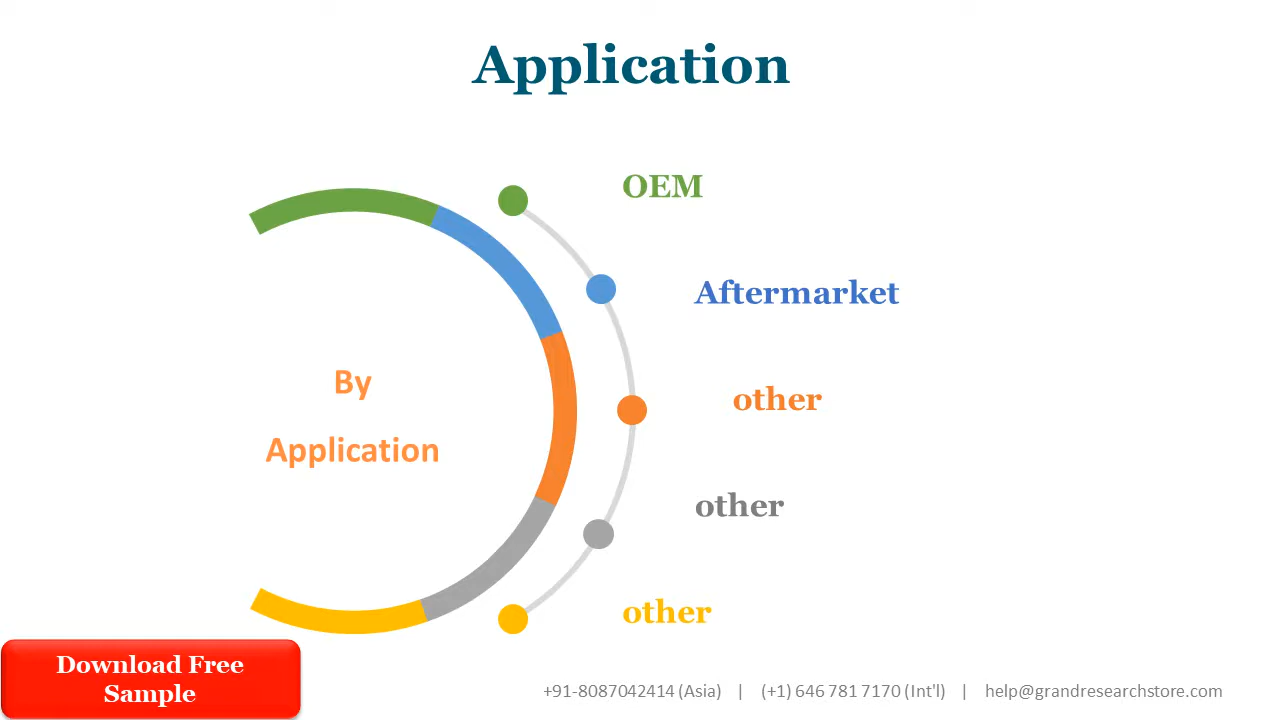 Application
OEM
Aftermarket
By
Application
other
other
other
Download Free
Sample
+91-8087042414 (Asia) | (+1) 646 781 7170 (Int'l) | help@grandresearchstore.com